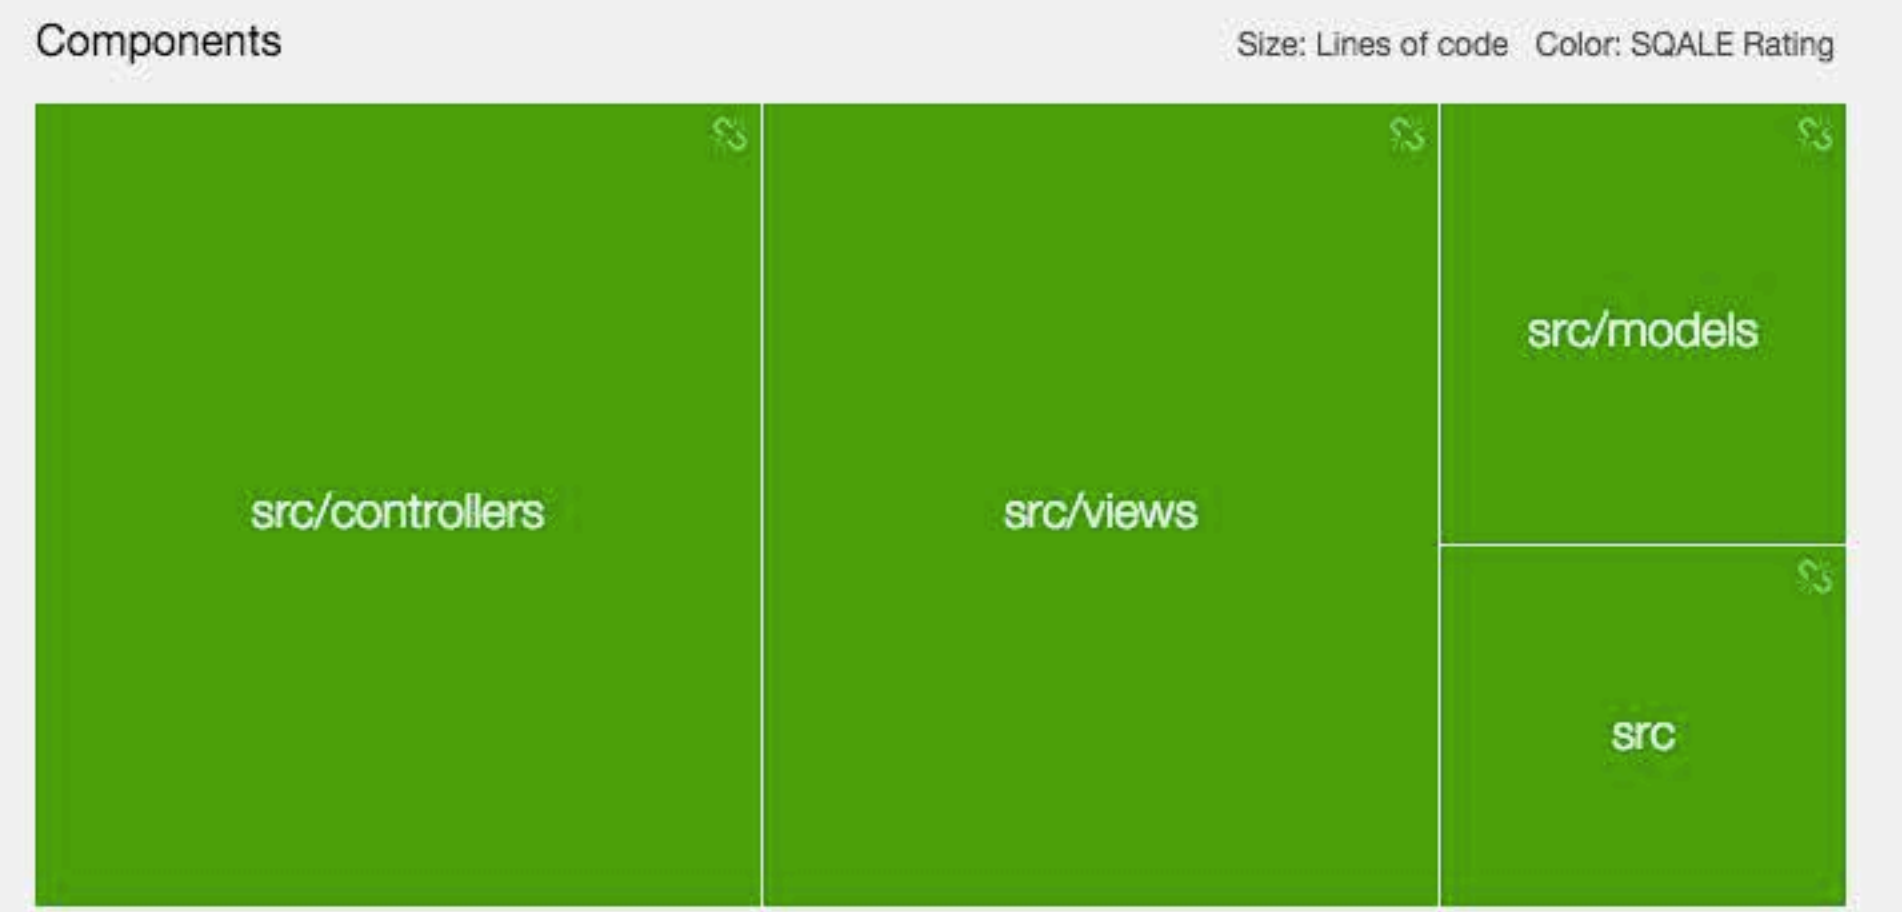 Components
Size: Lines of code Color: SQALE Rating
src/controllers
src/views
src/models
src